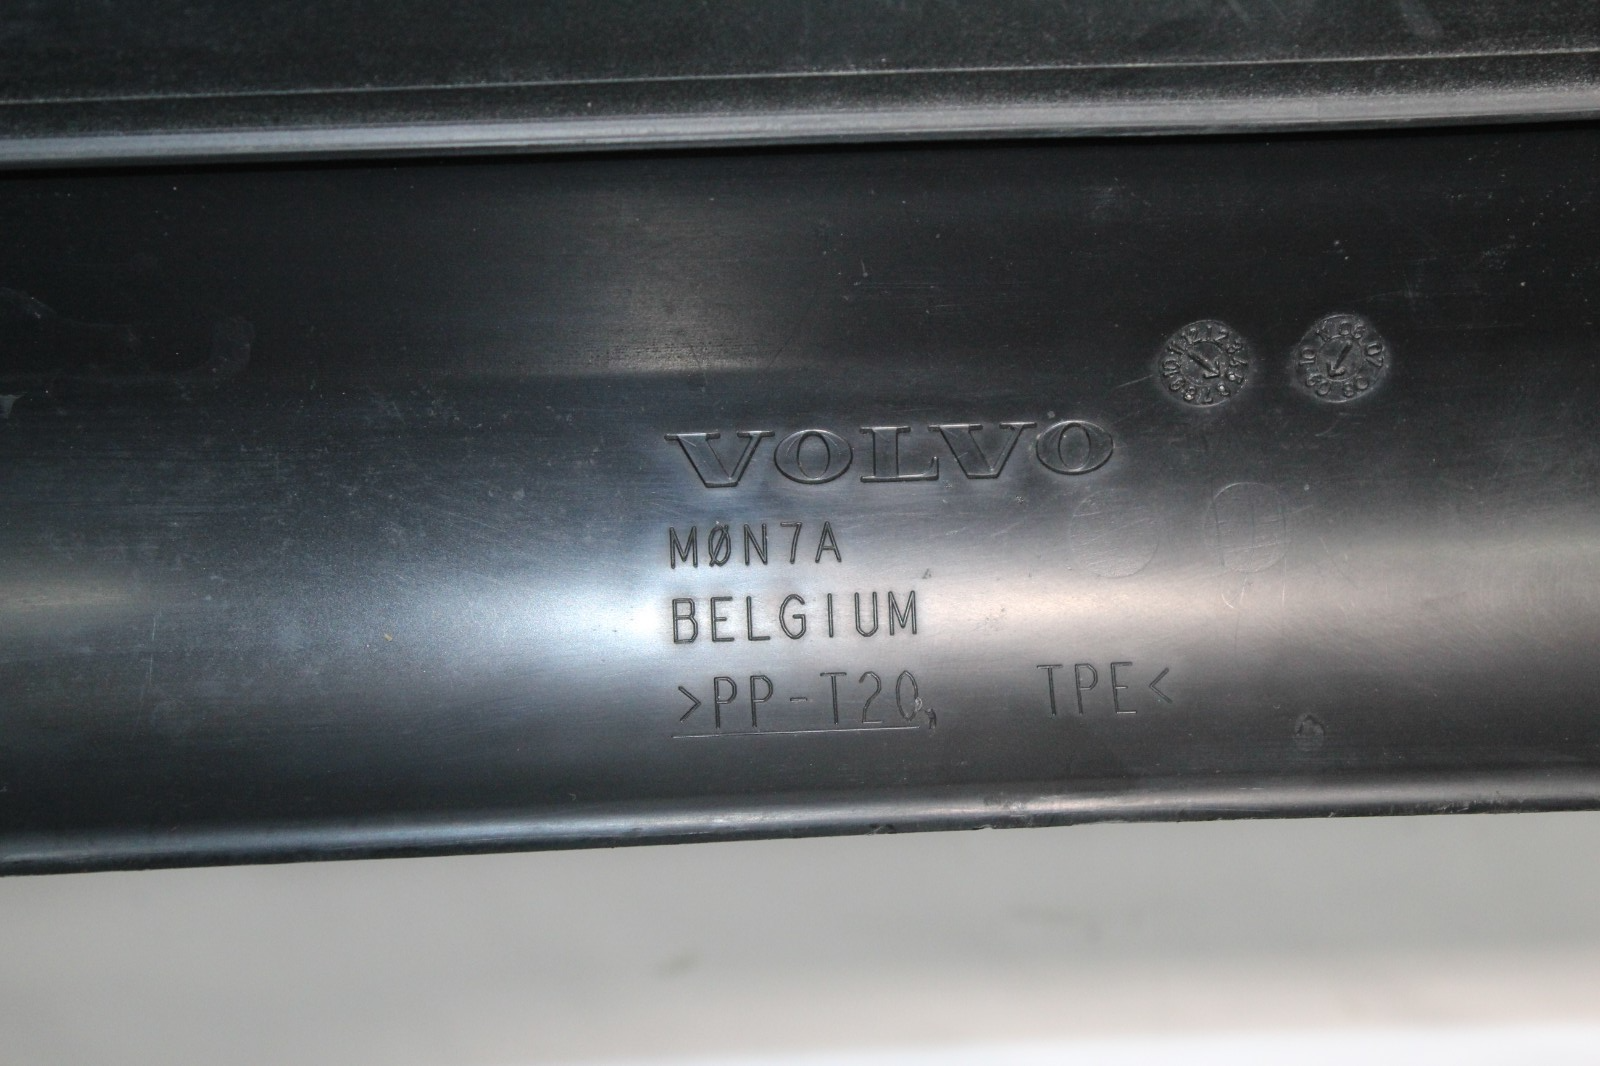 VOLVO
MØN7A
BELGIUM
>PP-T20, TPE<